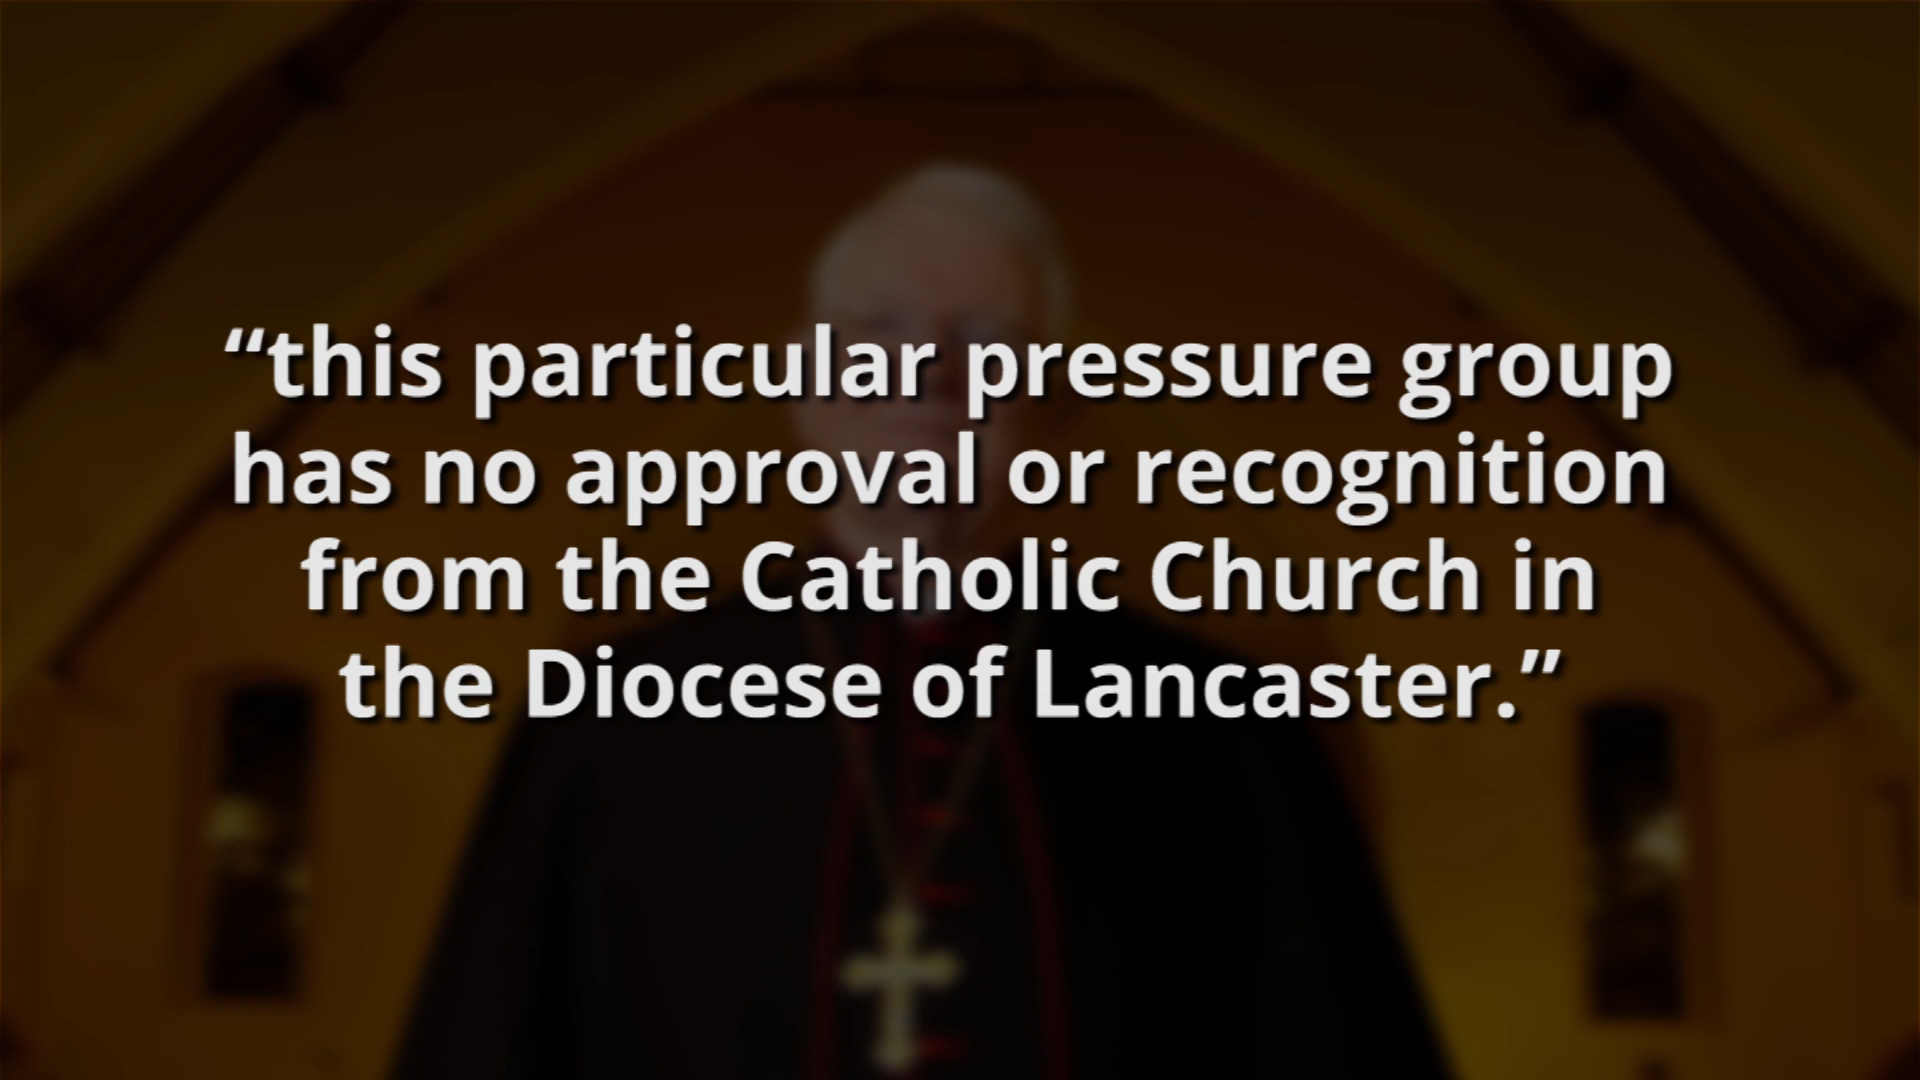 “this particular pressure group
has no approval or recognition
from the Catholic Church in
the Diocese of Lancaster.”